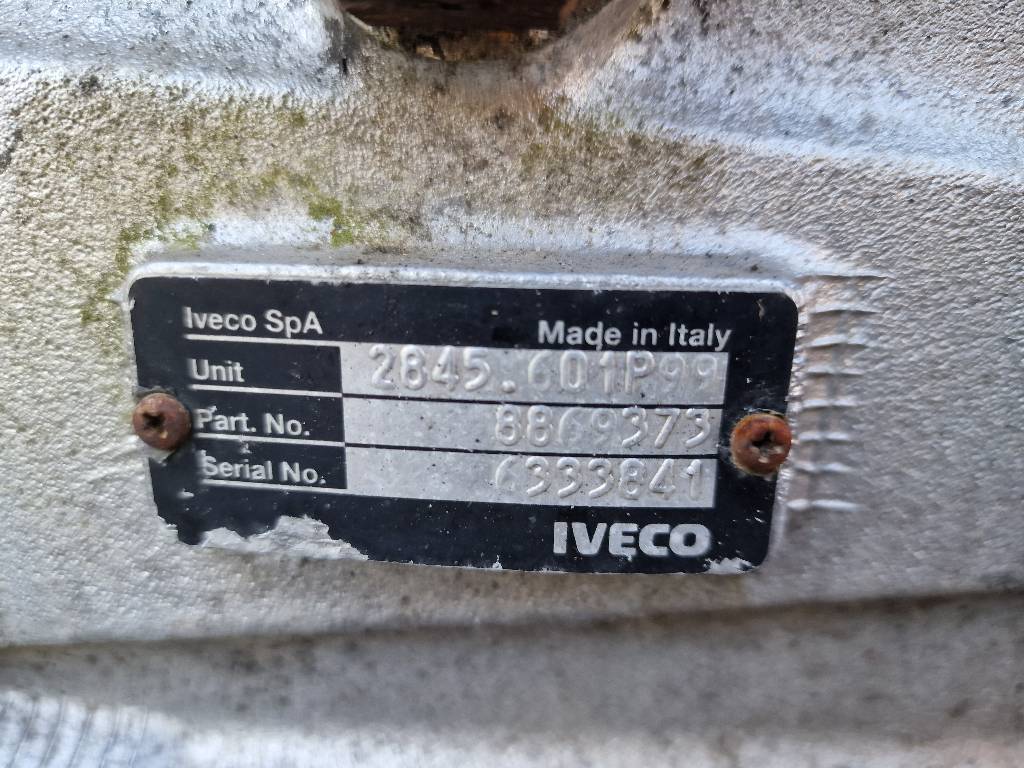 Iveco SpA
Made in Italy
Unit 2845.601P99
Part. No. 8869373
Serial No. 6333841
IVECO